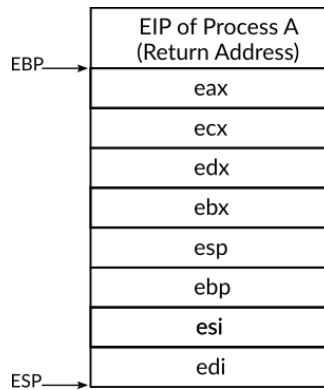 EIP of Process A
(Return Address)
EBP
eax
ecx
edx
ebx
esp
ebp
esi
edi
ESP